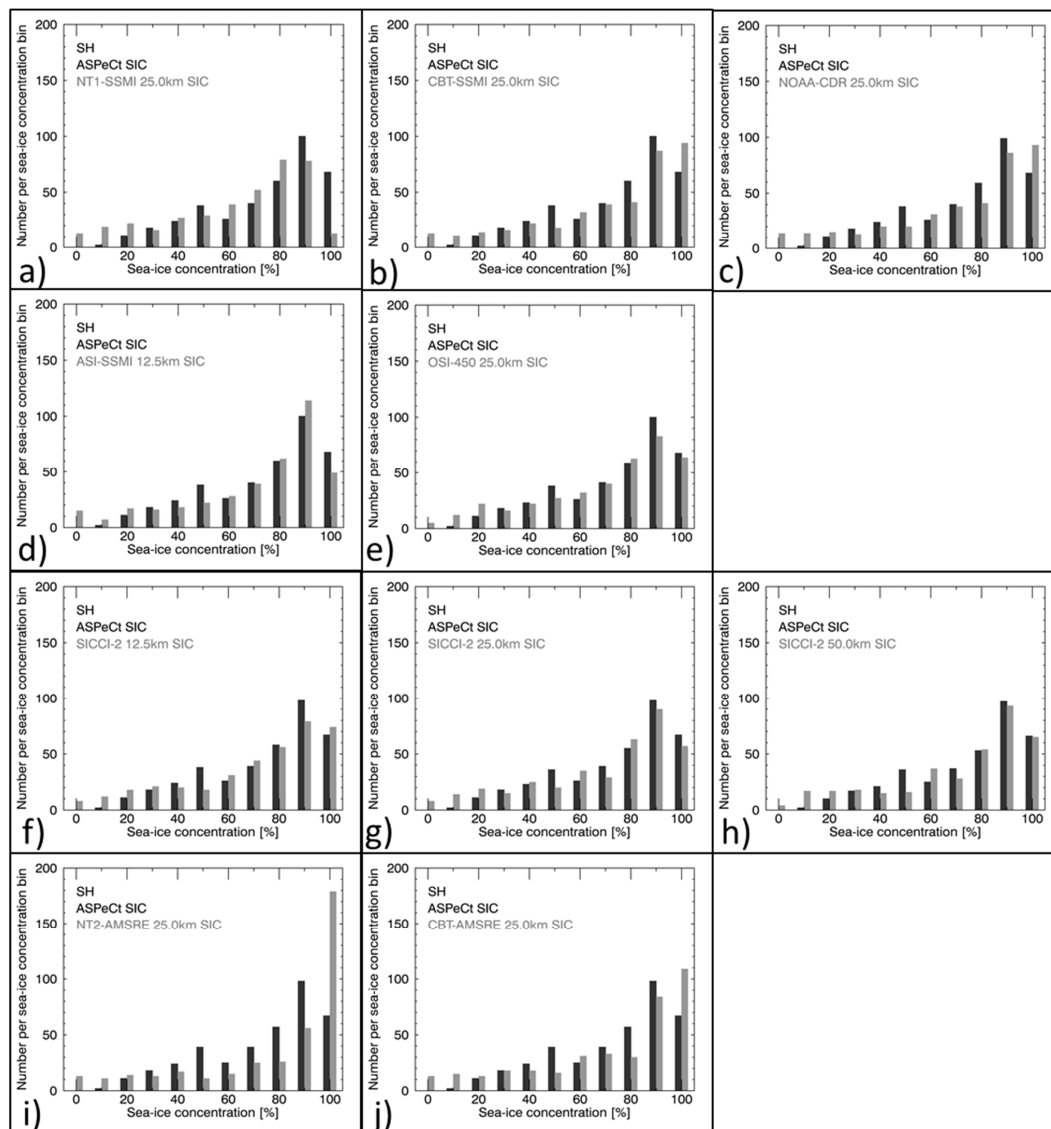 200
150
100
50
0
Number per sea-ice concentration bin
SH
ASPeCt SIC
NT1-SSMI 25.0km SIC
0 20 40 60 80 100
Sea-ice concentration [%]
a)
200
150
100
50
0
Number per sea-ice concentration bin
SH
ASPeCt SIC
CBT-SSMI 25.0km SIC
0 20 40 60 80 100
Sea-ice concentration [%]
b)
200
150
100
50
0
Number per sea-ice concentration bin
SH
ASPeCt SIC
NOAA-CDR 25.0km SIC
0 20 40 60 80 100
Sea-ice concentration [%]
c)
200
150
100
50
0
Number per sea-ice concentration bin
SH
ASPeCt SIC
ASI-SSMI 12.5km SIC
0 20 40 60 80 100
Sea-ice concentration [%]
d)
200
150
100
50
0
Number per sea-ice concentration bin
SH
ASPeCt SIC
OSI-450 25.0km SIC
0 20 40 60 80 100
Sea-ice concentration [%]
e)
200
150
100
50
0
Number per sea-ice concentration bin
SH
ASPeCt SIC
SICCI-2 12.5km SIC
0 20 40 60 80 100
Sea-ice concentration [%]
f)
200
150
100
50
0
Number per sea-ice concentration bin
SH
ASPeCt SIC
SICCI-2 25.0km SIC
0 20 40 60 80 100
Sea-ice concentration [%]
g)
200
150
100
50
0
Number per sea-ice concentration bin
SH
ASPeCt SIC
SICCI-2 50.0km SIC
0 20 40 60 80 100
Sea-ice concentration [%]
h)
200
150
100
50
0
Number per sea-ice concentration bin
SH
ASPeCt SIC
NT2-AMSRE 25.0km SIC
0 20 40 60 80 100
Sea-ice concentration [%]
i)
200
150
100
50
0
Number per sea-ice concentration bin
SH
ASPeCt SIC
CBT-AMSRE 25.0km SIC
0 20 40 60 80 100
Sea-ice concentration [%]
j)